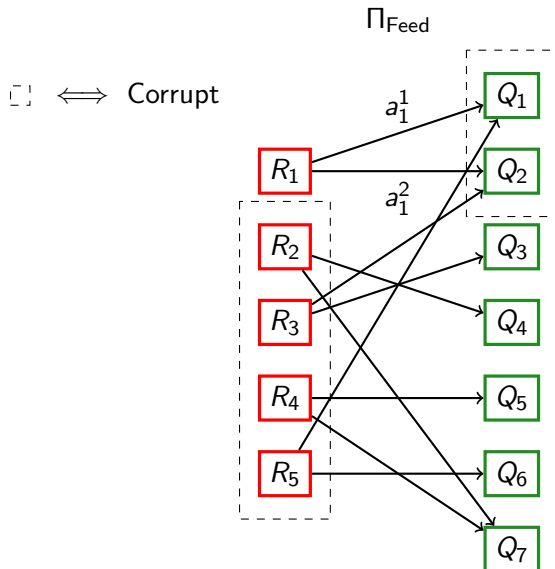 Π_Feed
⟺ Corrupt
a_1^1
a_1^2
R_1
R_2
R_3
R_4
R_5
Q_1
Q_2
Q_3
Q_4
Q_5
Q_6
Q_7